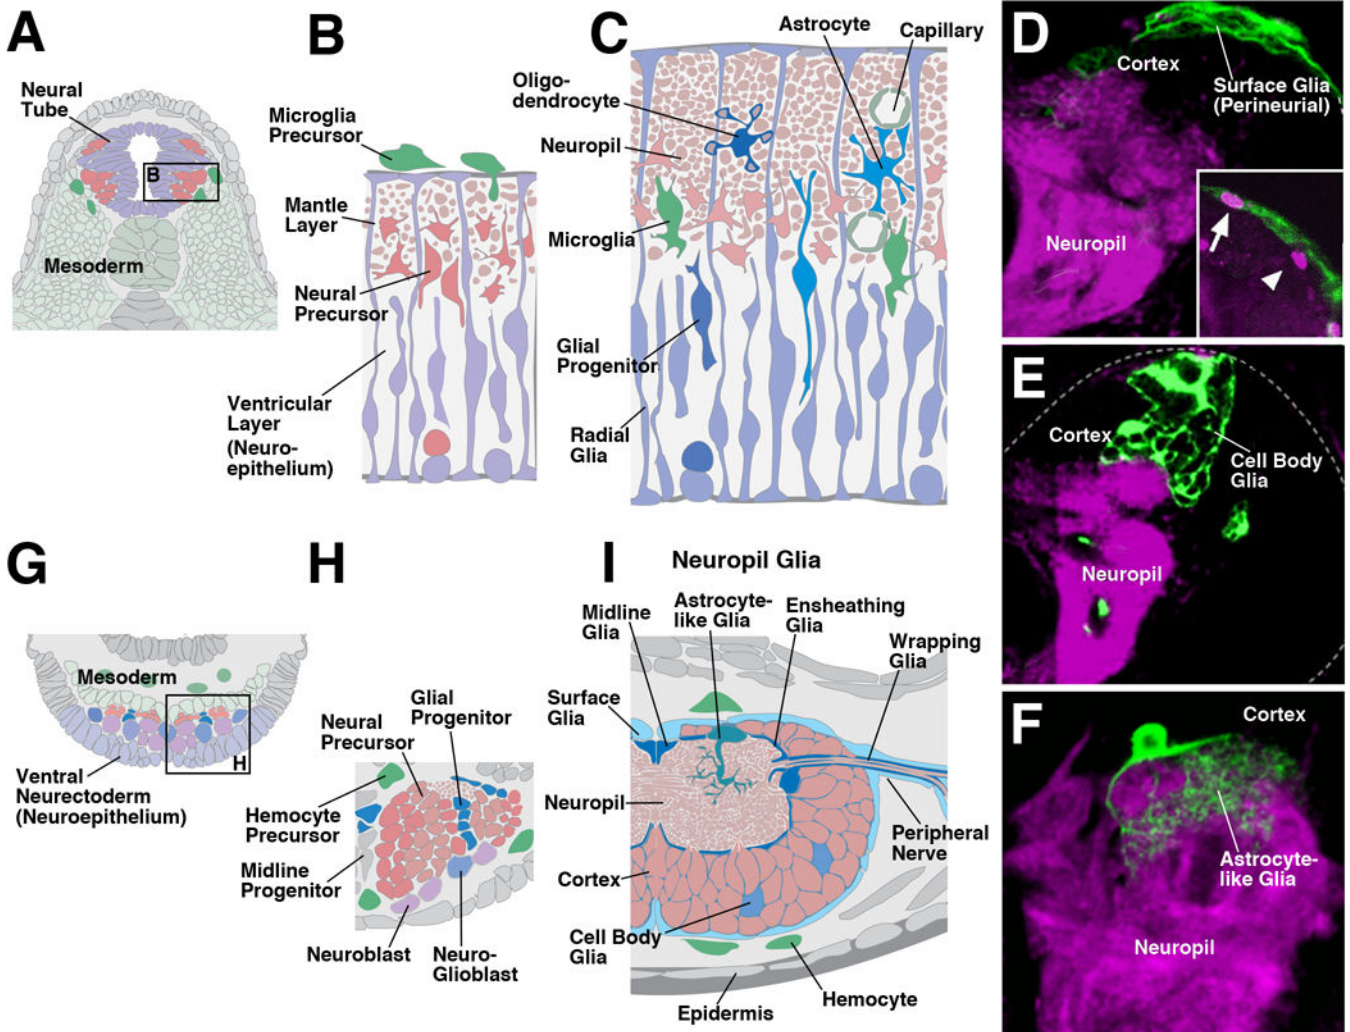 A
Neural
Tube
B
Mesoderm
B
Microglia
Precursor
Mantle
Layer
Neural
Precursor
Ventricular
Layer
(Neuro-
epithelium)
C
Astrocyte
Capillary
Oligo-
dendrocyte
Neuropil
Microglia
Glial
Progenitor
Radial
Glia
D
Cortex
Surface Glia
(Perineurial)
Neuropil
E
Cortex
Cell Body
Glia
Neuropil
F
Cortex
Astrocyte-
like Glia
Neuropil
G
Mesoderm
H
Ventral
Neurectoderm
(Neuroepithelium)
H
Glial
Progenitor
Neural
Precursor
Hemocyte
Precursor
Midline
Progenitor
Neuroblast
Neuro-
Glioblast
I
Neuropil Glia
Midline
Glia
Astrocyte-
like Glia
Ensheathing
Glia
Wrapping
Glia
Surface
Glia
Neuropil
Peripheral
Nerve
Cortex
Cell Body
Glia
Hemocyte
Epidermis